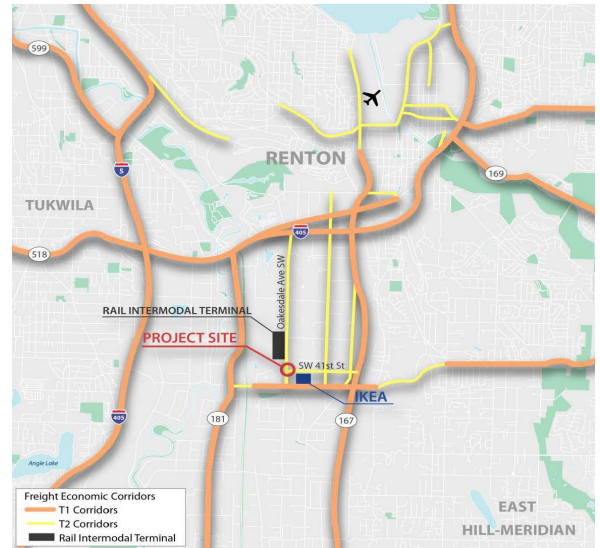 599
RENTON
5
169
TUKWILA
405
518
Oakesdale Ave SW
RAIL INTERMODAL TERMINAL
PROJECT SITE
SW 41st St
IKEA
405
181
167
Angle Lake
Freight Economic Corridors
T1 Corridors
T2 Corridors
Rail Intermodal Terminal
EAST
HILL-MERIDIAN